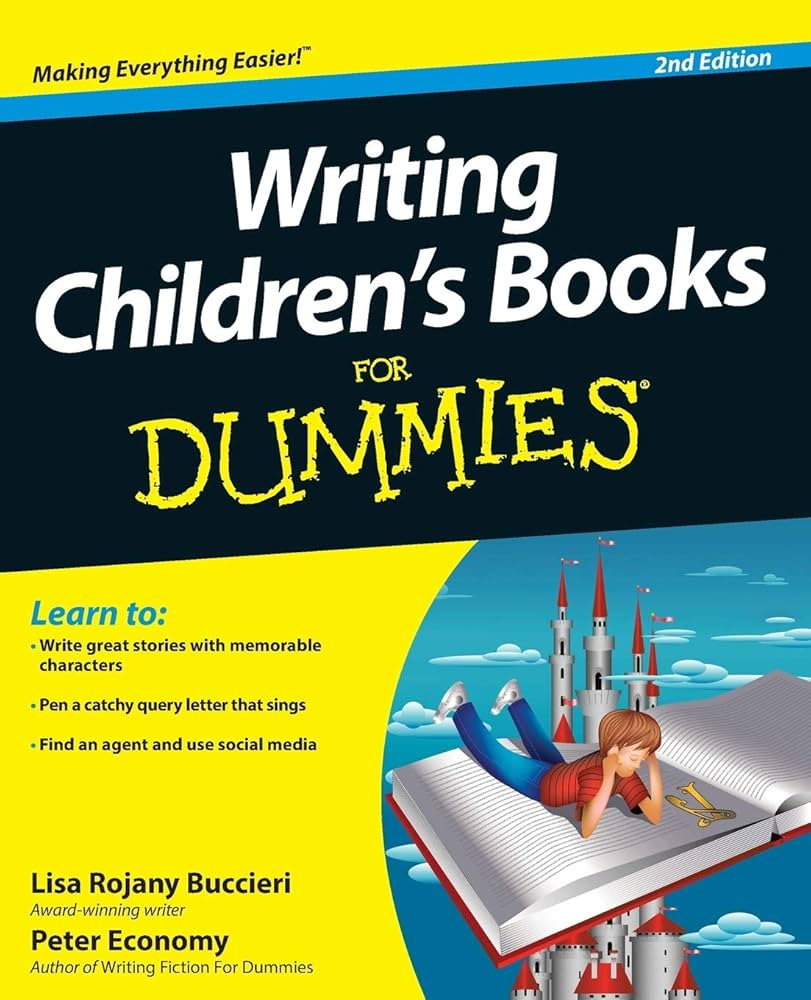 Making Everything Easier!™
2nd Edition
Writing
Children's Books
FOR
DUMMIES®
Learn to:
• Write great stories with memorable
characters
• Pen a catchy query letter that sings
• Find an agent and use social media
Lisa Rojany Buccieri
Award-winning writer
Peter Economy
Author of Writing Fiction For Dummies